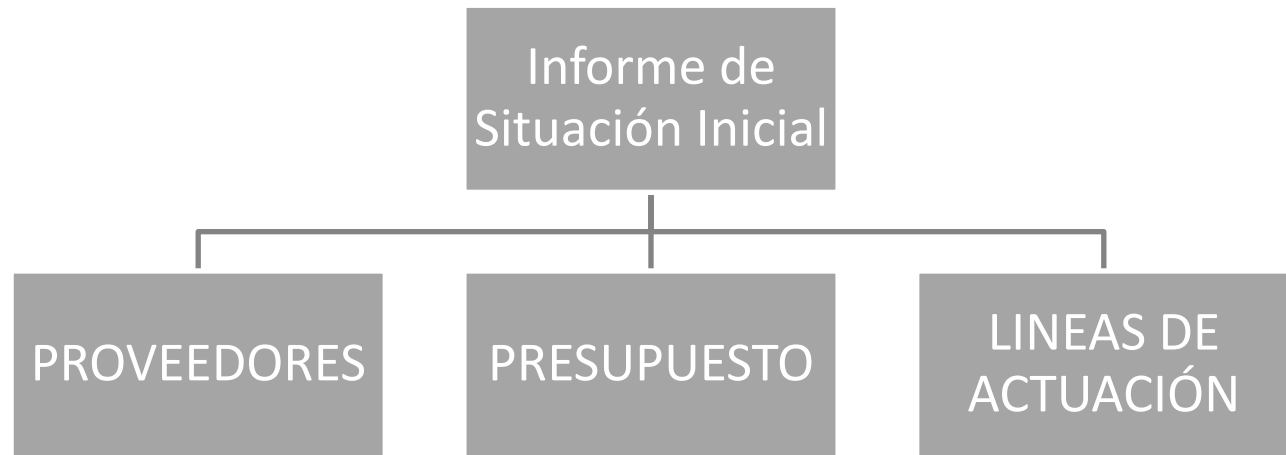 Informe de
Situación Inicial
PROVEEDORES
PRESUPUESTO
LINEAS DE
ACTUACIÓN